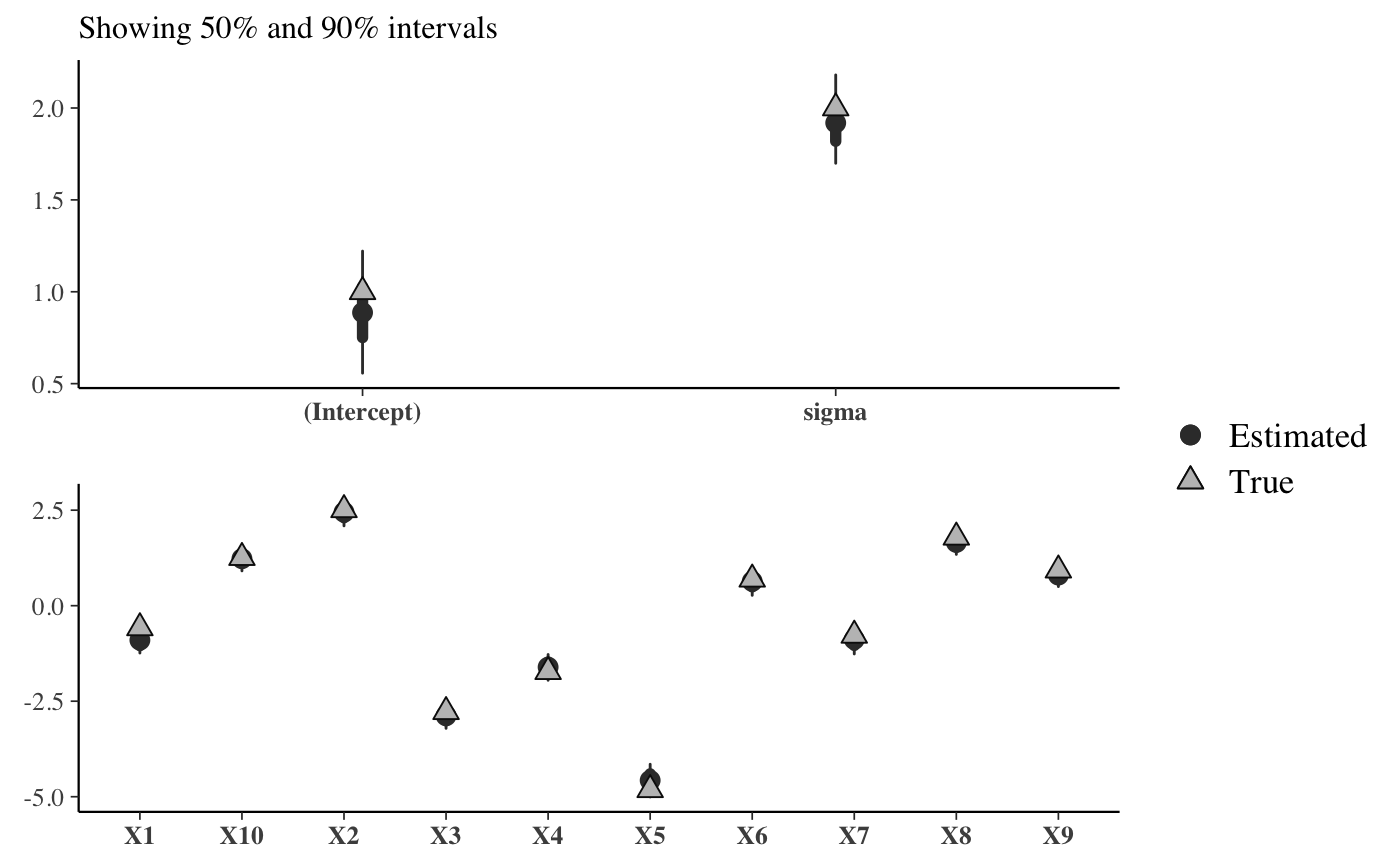 Showing 50% and 90% intervals
2.0
1.5
1.0
0.5
(Intercept) sigma
Estimated
True
2.5
0.0
-2.5
-5.0
X1 X10 X2 X3 X4 X5 X6 X7 X8 X9